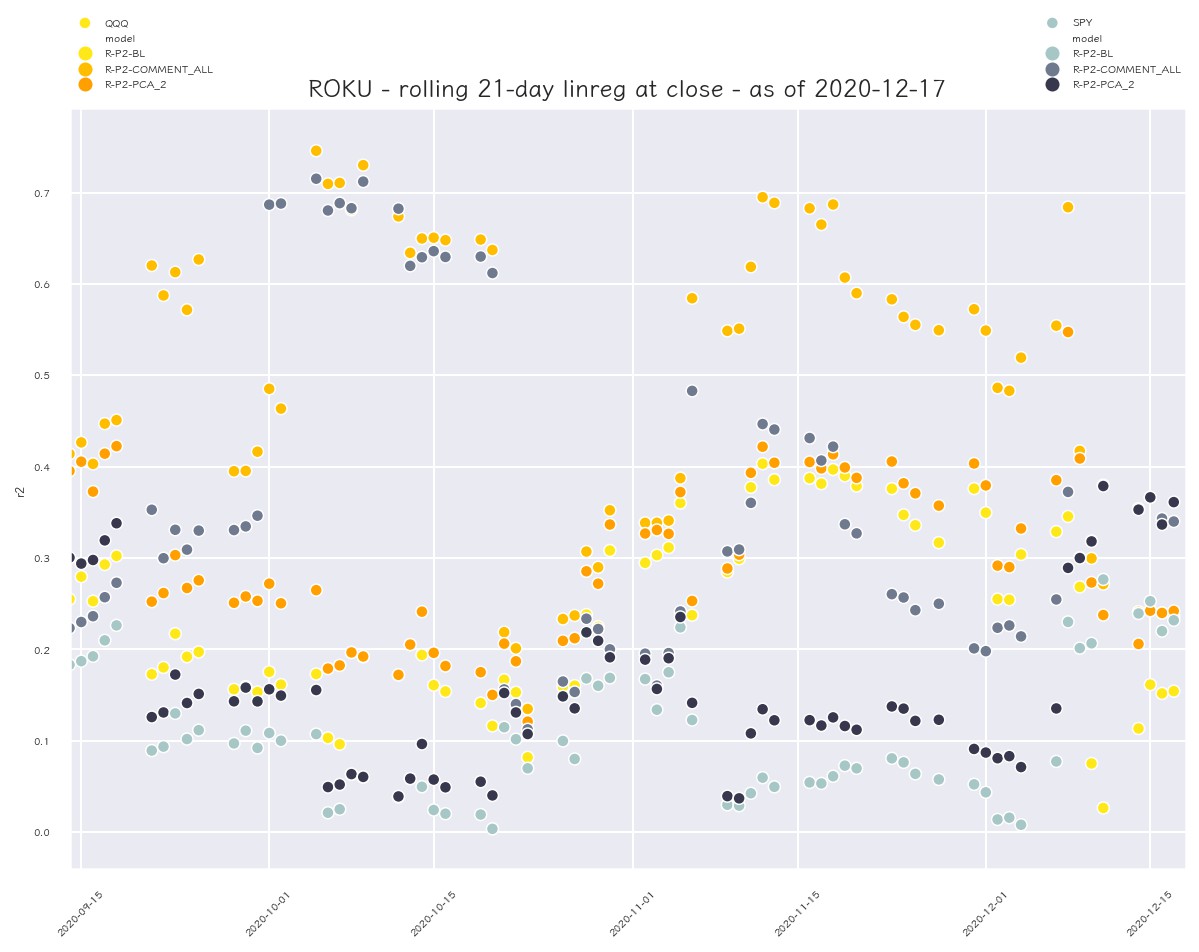 QQQ
model
R-P2-BL
R-P2-COMMENT_ALL
R-P2-PCA_2
SPY
model
R-P2-BL
R-P2-COMMENT_ALL
R-P2-PCA_2
ROKU - rolling 21-day linreg at close - as of 2020-12-17
0.7
0.6
0.5
0.4
0.3
0.2
0.1
0.0
r2
2020-09-15
2020-10-01
2020-10-15
2020-11-01
2020-11-15
2020-12-01
2020-12-15